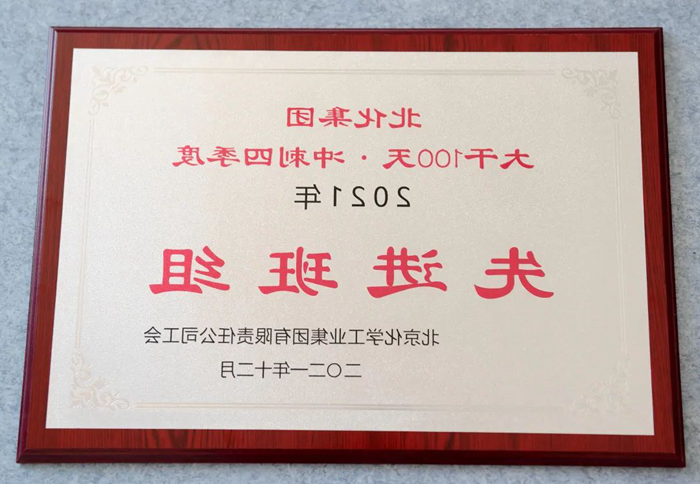 北化集团
大干100天·冲刺四季度
2021年
先进班组
北京化学工业集团有限责任公司工会
二〇二一年十二月